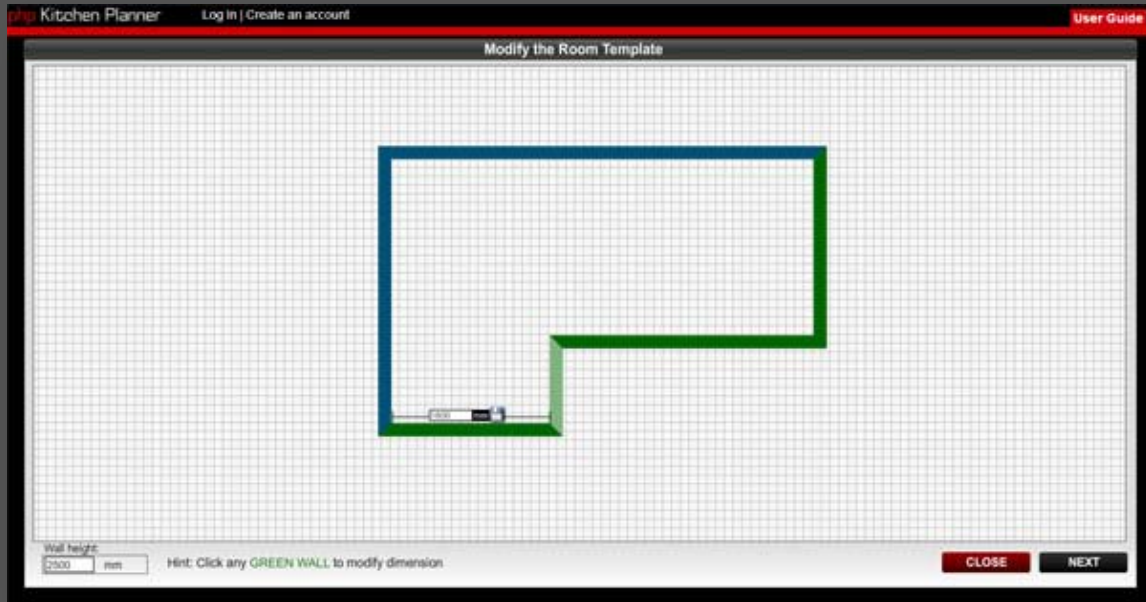 php Kitchen Planner
Log In | Create an account
User Guide
Modify the Room Template
mm
Wall height:
2500 mm
Hint: Click any GREEN WALL to modify dimension
CLOSE
NEXT